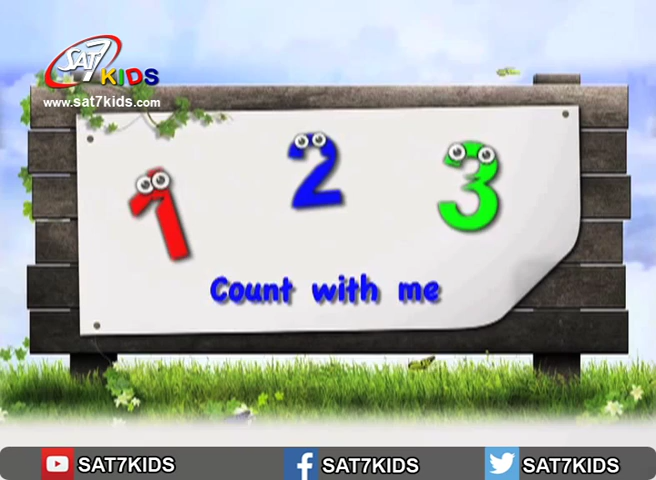 SAT7 KIDS
www.sat7kids.com
1 2 3
Count with me
SAT7KIDS SAT7KIDS SAT7KIDS